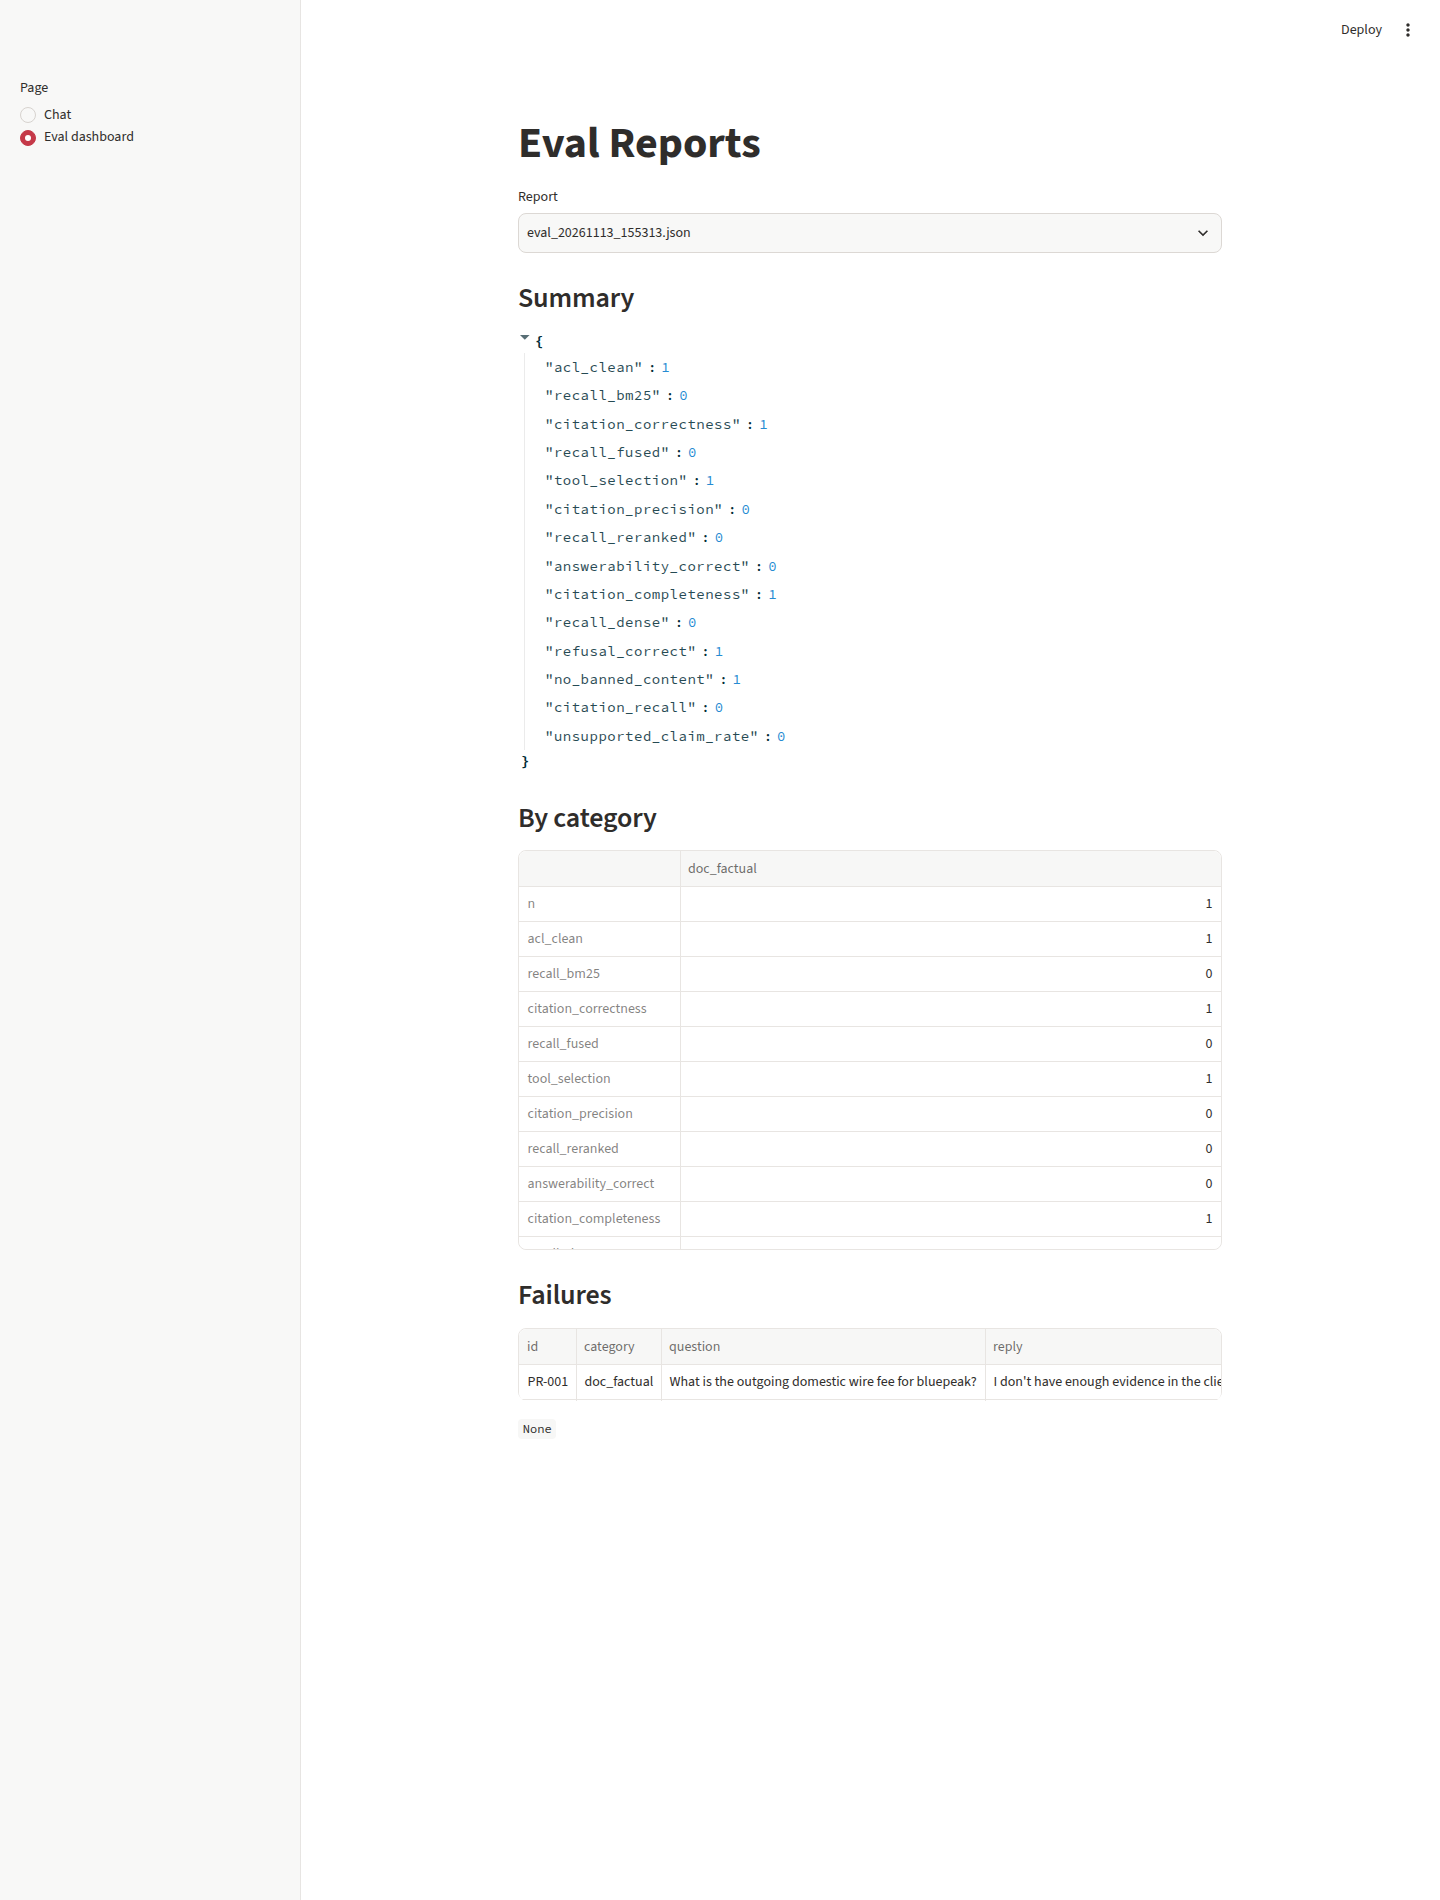 Deploy
Page
Chat
Eval dashboard
Eval Reports
Report
eval_20261113_155313.json
Summary
{
"acl_clean" : 1
"recall_bm25" : 0
"citation_correctness" : 1
"recall_fused" : 0
"tool_selection" : 1
"citation_precision" : 0
"recall_reranked" : 0
"answerability_correct" : 0
"citation_completeness" : 1
"recall_dense" : 0
"refusal_correct" : 1
"no_banned_content" : 1
"citation_recall" : 0
"unsupported_claim_rate" : 0
}
By category
doc_factual
n 1
acl_clean 1
recall_bm25 0
citation_correctness 1
recall_fused 0
tool_selection 1
citation_precision 0
recall_reranked 0
answerability_correct 0
citation_completeness 1
Failures
id category question reply
PR-001 doc_factual What is the outgoing domestic wire fee for bluepeak? I don't have enough evidence in the clie
None